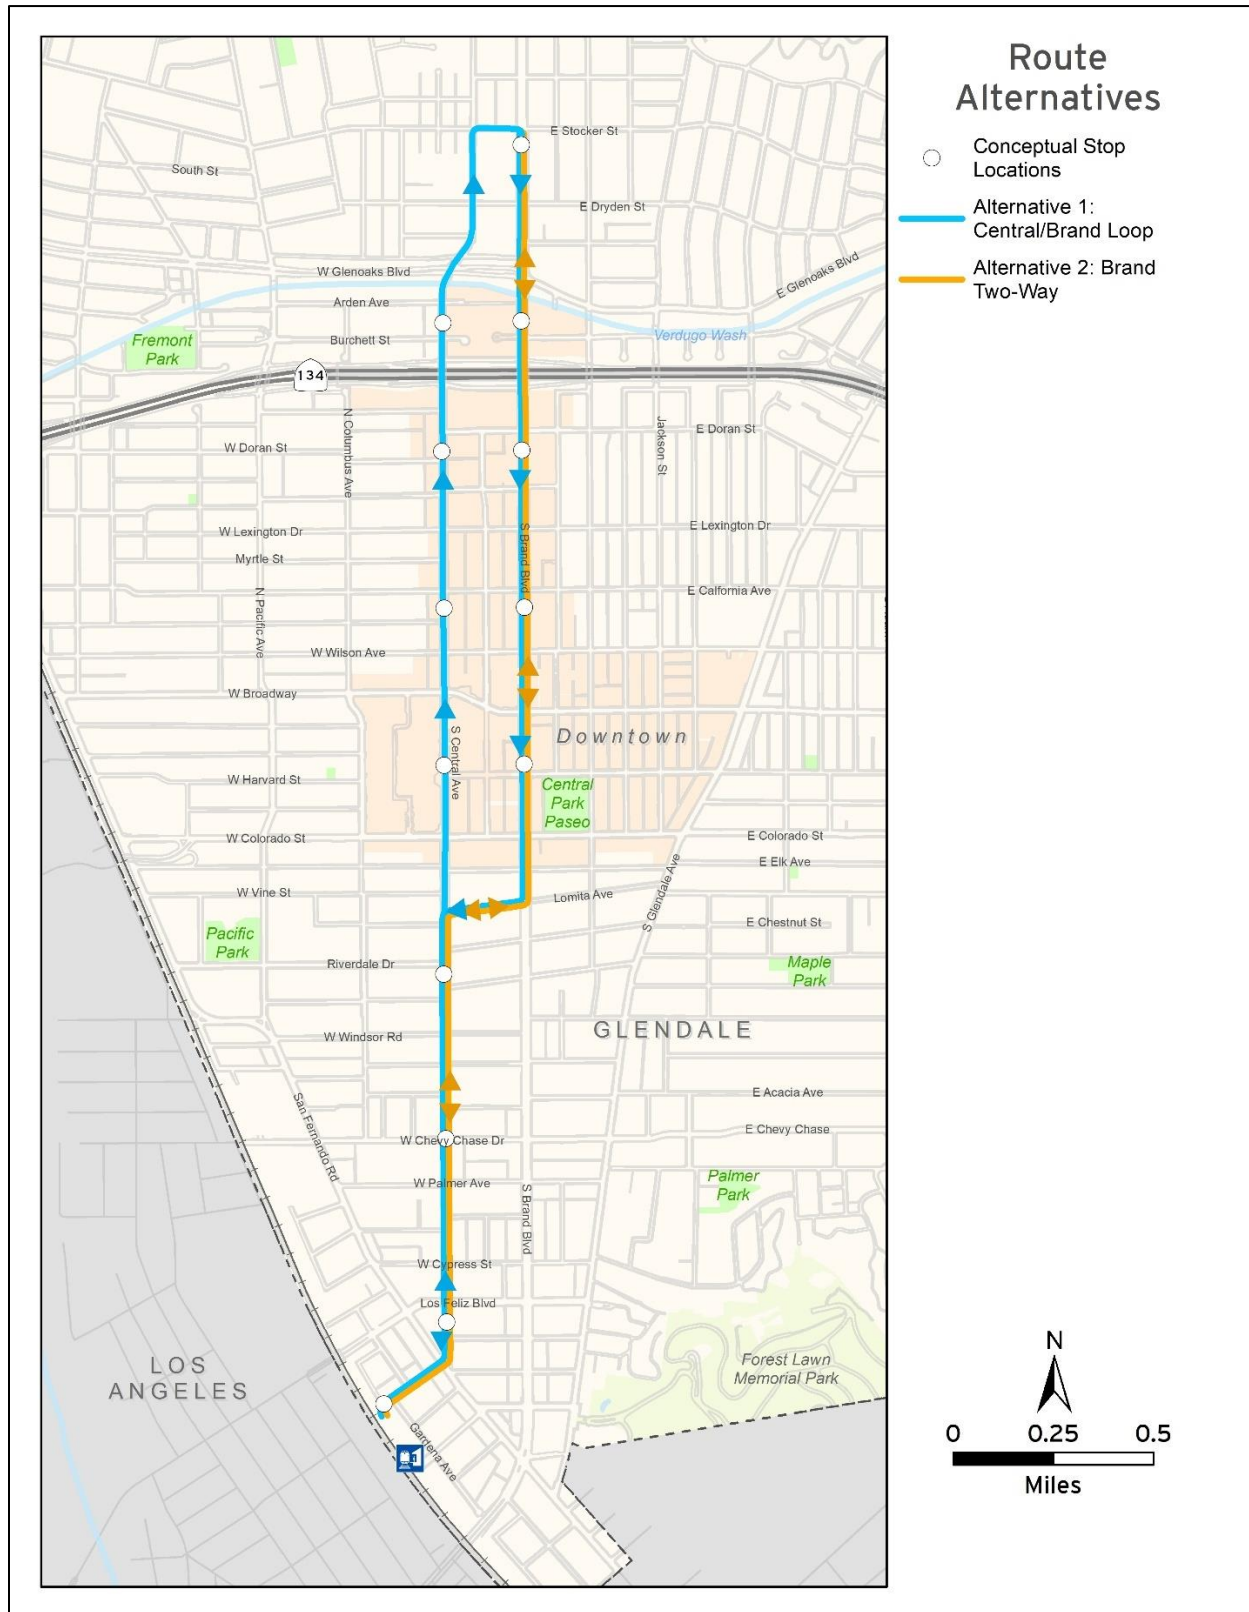 Route
Alternatives
Conceptual Stop
Locations
Alternative 1:
Central/Brand Loop
Alternative 2: Brand
Two-Way
E Stocker St
South St
E Dryden St
W Glenoaks Blvd
E Glenoaks Blvd
Arden Ave
Burchett St
Verdugo Wash
Fremont
Park
134
N Columbus Ave
Jackson St
E Doran St
W Doran St
W Lexington Dr
E Lexington Dr
S Brand Blvd
Myrtle St
N Pacific Ave
E Calfornia Ave
W Wilson Ave
W Broadway
S Central Ave
Downtown
W Harvard St
Central
Park
Paseo
W Colorado St
E Colorado St
E Elk Ave
W Vine St
Lomita Ave
S Glendale Ave
E Chestnut St
Pacific
Park
Riverdale Dr
Maple
Park
W Windsor Rd
GLENDALE
San Fernando Rd
E Acacia Ave
W Chevy Chase Dr
E Chevy Chase
W Palmer Ave
Palmer
Park
S Brand Blvd
W Cypress St
Los Feliz Blvd
LOS
ANGELES
Forest Lawn
Memorial Park
Gardena Ave
N
0 0.25 0.5
Miles